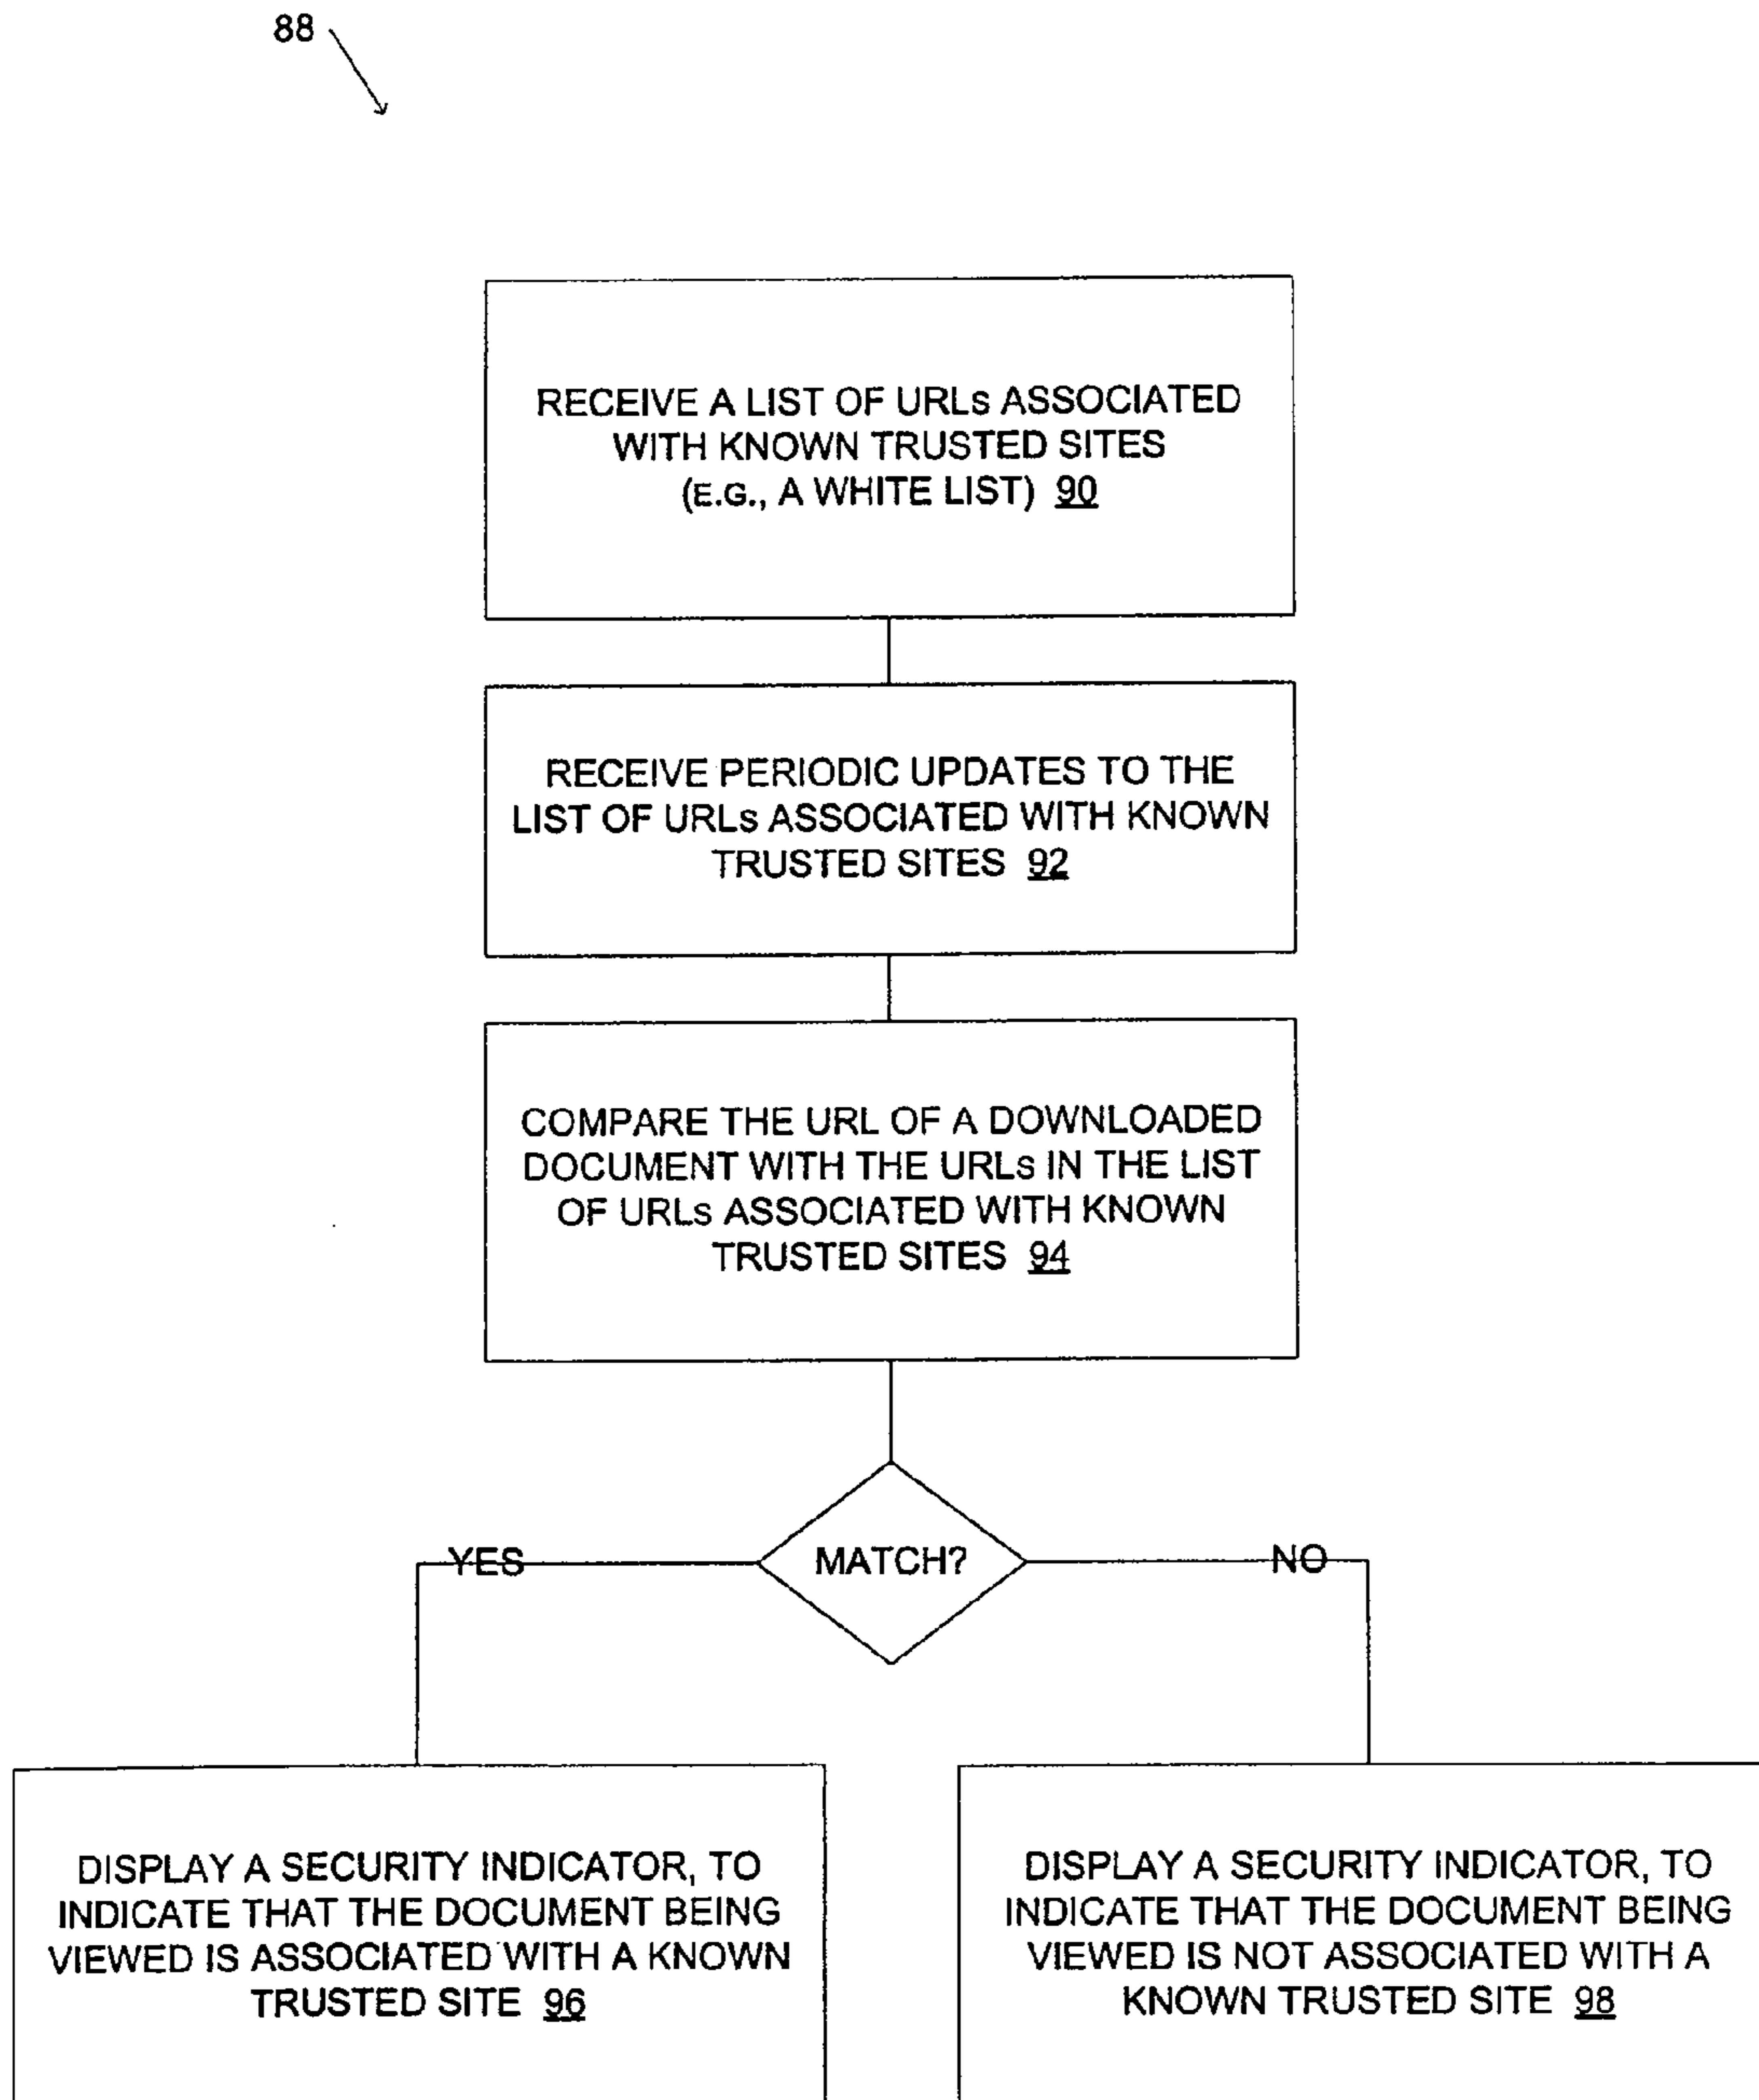 88
RECEIVE A LIST OF URLs ASSOCIATED
WITH KNOWN TRUSTED SITES
(E.G., A WHITE LIST) 90
RECEIVE PERIODIC UPDATES TO THE
LIST OF URLs ASSOCIATED WITH KNOWN
TRUSTED SITES 92
COMPARE THE URL OF A DOWNLOADED
DOCUMENT WITH THE URLs IN THE LIST
OF URLs ASSOCIATED WITH KNOWN
TRUSTED SITES 94
YES
MATCH?
NO
DISPLAY A SECURITY INDICATOR, TO
INDICATE THAT THE DOCUMENT BEING
VIEWED IS ASSOCIATED WITH A KNOWN
TRUSTED SITE 96
DISPLAY A SECURITY INDICATOR, TO
INDICATE THAT THE DOCUMENT BEING
VIEWED IS NOT ASSOCIATED WITH A
KNOWN TRUSTED SITE 98